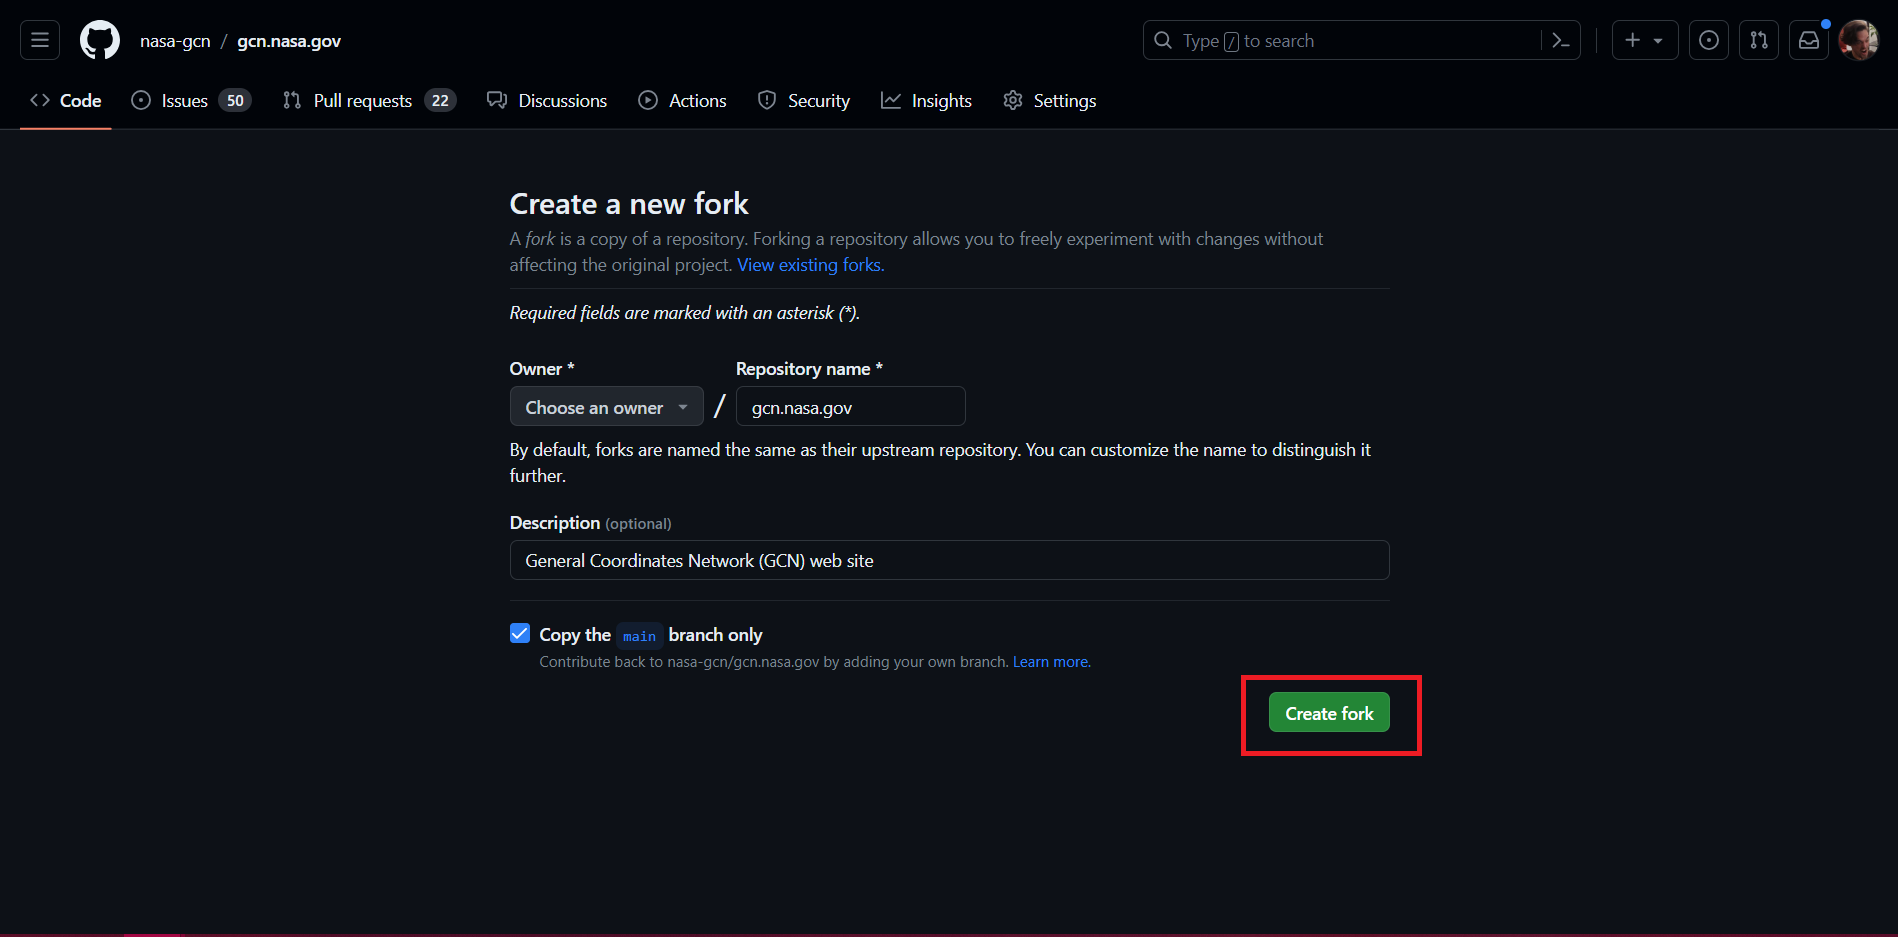 nasa-gcn / gcn.nasa.gov
Type / to search
Code
Issues 50
Pull requests 22
Discussions
Actions
Security
Insights
Settings
Create a new fork
A fork is a copy of a repository. Forking a repository allows you to freely experiment with changes without
affecting the original project. View existing forks.
Required fields are marked with an asterisk (*).
Owner *
Repository name *
Choose an owner / gcn.nasa.gov
By default, forks are named the same as their upstream repository. You can customize the name to distinguish it
further.
Description (optional)
General Coordinates Network (GCN) web site
Copy the main branch only
Contribute back to nasa-gcn/gcn.nasa.gov by adding your own branch. Learn more.
Create fork